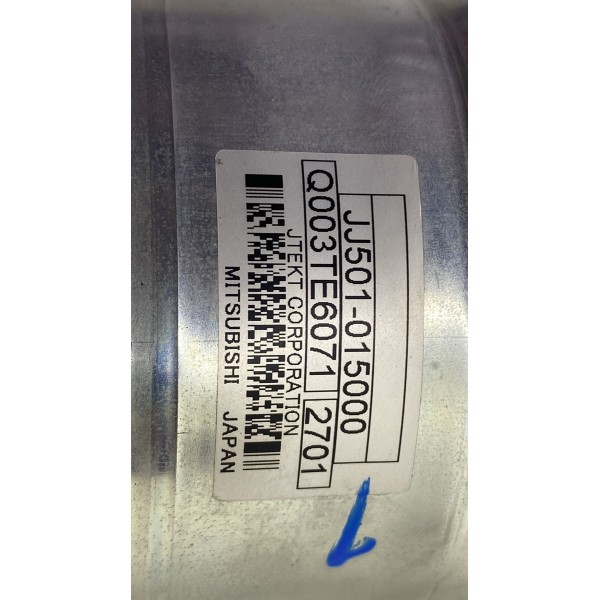 JJ501-015000
Q003TE6071 2701
JTEKT CORPORATION
MITSUBISHI JAPAN